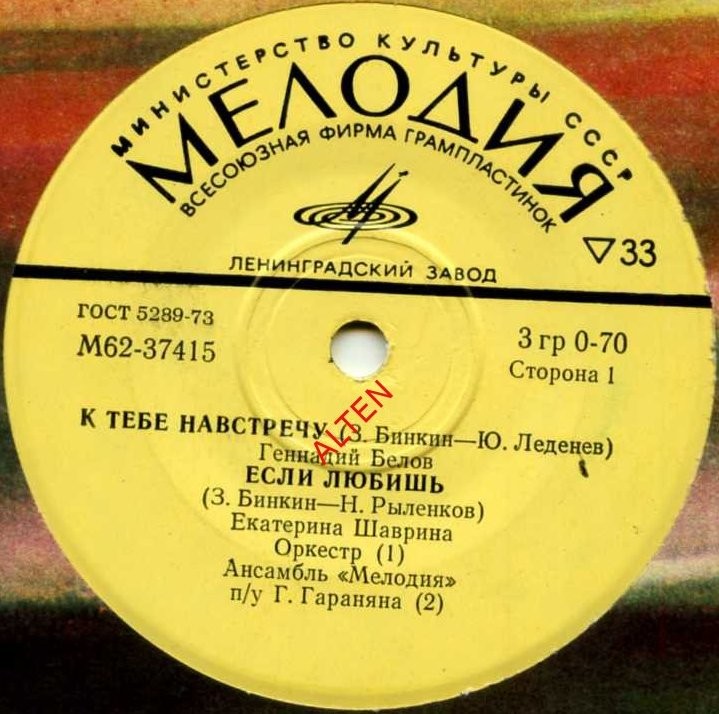 МИНИСТЕРСТВО КУЛЬТУРЫ СССР
МЕЛОДИЯ
ВСЕСОЮЗНАЯ ФИРМА ГРАМПЛАСТИНОК
33
ЛЕНИНГРАДСКИЙ ЗАВОД
ГОСТ 5289-73
М62-37415
3 гр 0-70
Сторона 1
К ТЕБЕ НАВСТРЕЧУ (З. Бинкин—Ю. Леденев)
Геннадий Белов
ЕСЛИ ЛЮБИШЬ
(З. Бинкин—Н. Рыленков)
Екатерина Шаврина
Оркестр (1)
Ансамбль «Мелодия»
п/у Г. Гараняна (2)
ALTEN